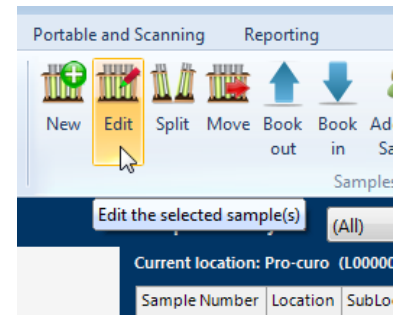 Portable and Scanning Reporting
New Edit Split Move Book out Book in
Samples
Edit the selected sample(s) (All)
Current location: Pro-curo (L00000
Sample Number Location